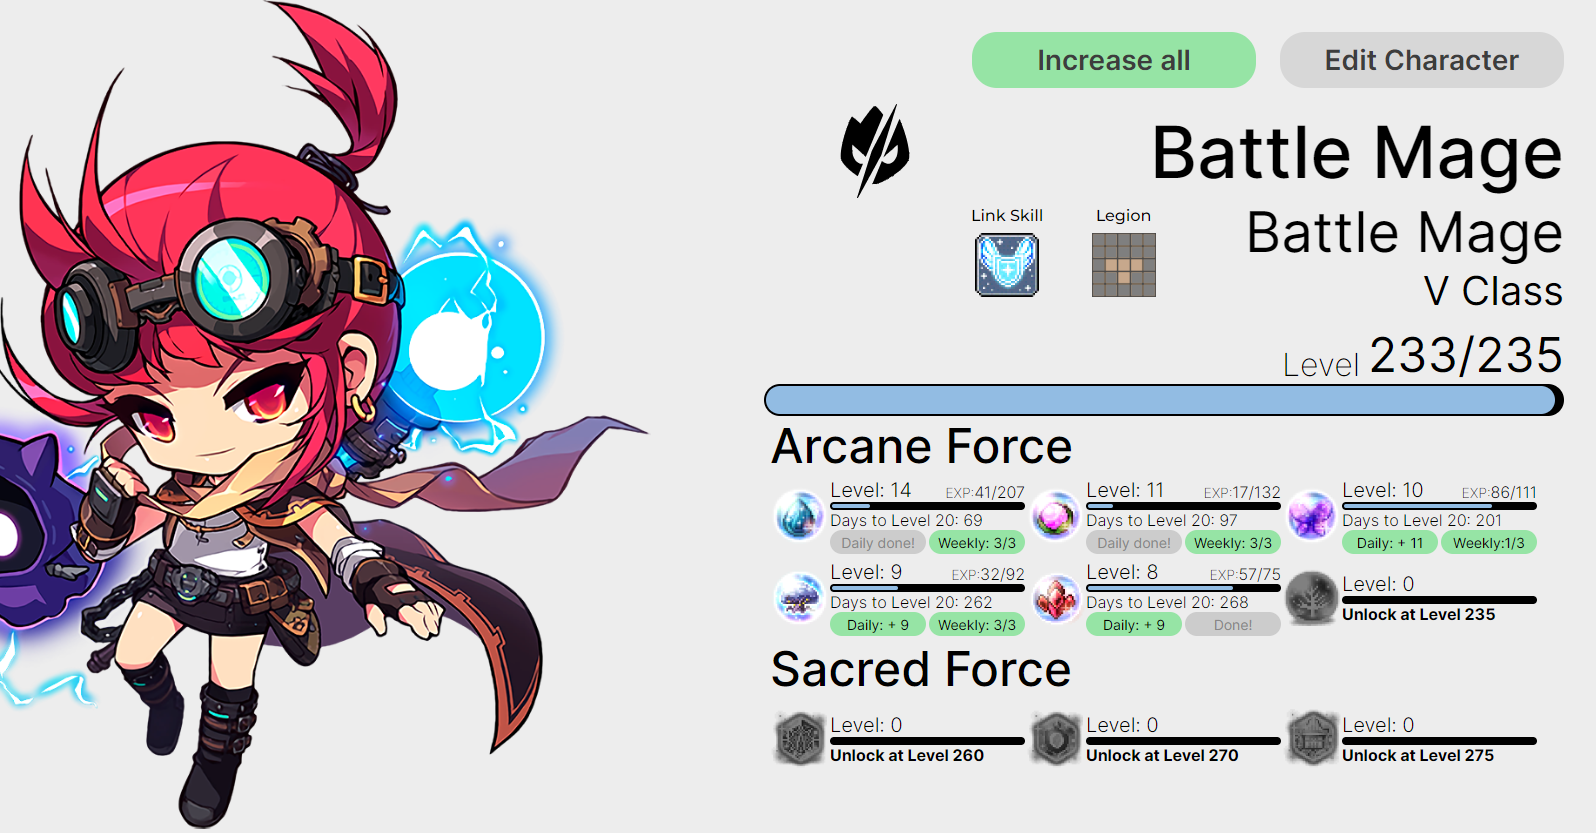 Increase all
Edit Character
Battle Mage
Link Skill
Legion
Battle Mage
V Class
Level 233/235
Arcane Force
Level: 14 EXP:41/207
Days to Level 20: 69
Daily done! Weekly: 3/3
Level: 11 EXP:17/132
Days to Level 20: 97
Daily done! Weekly: 3/3
Level: 10 EXP:86/111
Days to Level 20: 201
Daily: + 11 Weekly:1/3
Level: 9 EXP:32/92
Days to Level 20: 262
Daily: + 9 Weekly: 3/3
Level: 8 EXP:57/75
Days to Level 20: 268
Daily: + 9 Done!
Level: 0
Unlock at Level 235
Sacred Force
Level: 0
Unlock at Level 260
Level: 0
Unlock at Level 270
Level: 0
Unlock at Level 275